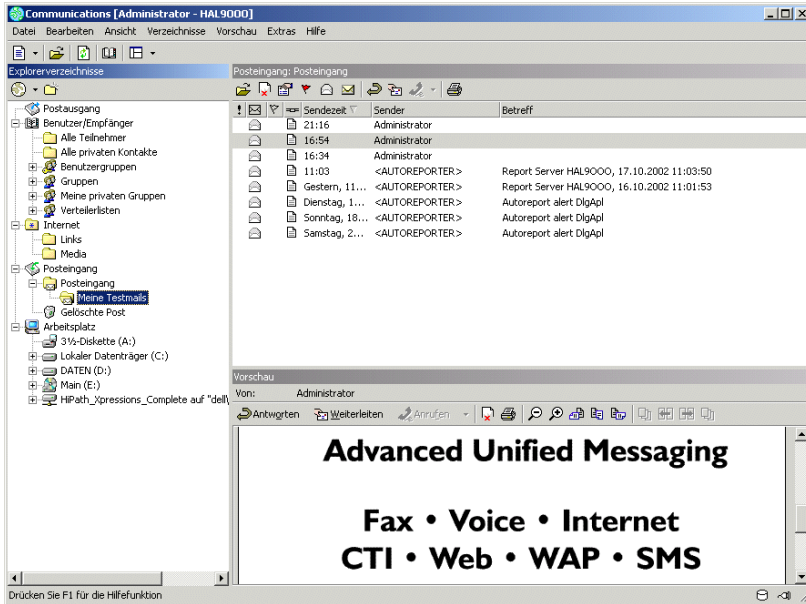 Communications [Administrator - HAL9000]
Datei Bearbeiten Ansicht Verzeichnisse Vorschau Extras Hilfe
Explorerverzeichnisse
Postausgang
Benutzer/Empfänger
Alle Teilnehmer
Alle privaten Kontakte
Benutzergruppen
Gruppen
Meine privaten Gruppen
Verteilerlisten
Internet
Links
Media
Posteingang
Posteingang
Meine Testmails
Gelöschte Post
Arbeitsplatz
3½-Diskette (A:)
Lokaler Datenträger (C:)
DATEN (D:)
Main (E:)
HiPath_Xpressions_Complete auf "dell\
Posteingang: Posteingang
! Sendezeit Sender Betreff
21:16 Administrator
16:54 Administrator
16:34 Administrator
11:03 <AUTOREPORTER> Report Server HAL9OOO, 17.10.2002 11:03:50
Gestern, 11... <AUTOREPORTER> Report Server HAL9OOO, 16.10.2002 11:01:53
Dienstag, 1... <AUTOREPORTER> Autoreport alert DlgApl
Sonntag, 18... <AUTOREPORTER> Autoreport alert DlgApl
Samstag, 2... <AUTOREPORTER> Autoreport alert DlgApl
Vorschau
Von: Administrator
Antworten Weiterleiten Anrufen
Advanced Unified Messaging
Fax • Voice • Internet
CTI • Web • WAP • SMS
Drücken Sie F1 für die Hilfefunktion